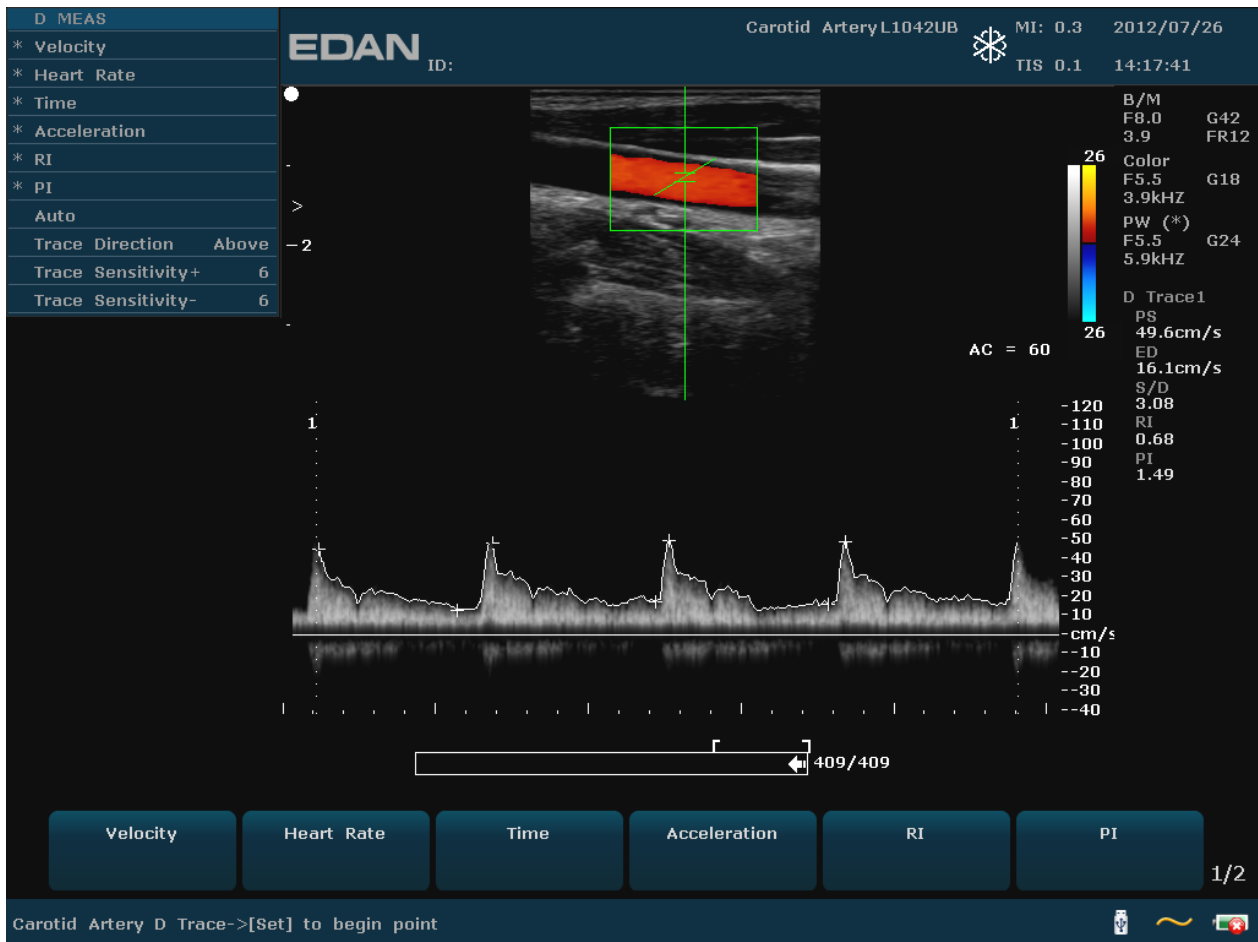 D MEAS
* Velocity
* Heart Rate
* Time
* Acceleration
* RI
* PI
Auto
Trace Direction Above
Trace Sensitivity+ 6
Trace Sensitivity- 6
EDAN ID:
Carotid Artery L1042UB
MI: 0.3 2012/07/26
TIS 0.1 14:17:41
B/M
F8.0 G42
3.9 FR12
Color
F5.5 G18
3.9kHZ
PW (*)
F5.5 G24
5.9kHZ
D Trace1
PS
49.6cm/s
ED
16.1cm/s
S/D
3.08
RI
0.68
PI
1.49
>
-2
26
26
AC = 60
1
1
-120
-110
-100
-90
-80
-70
-60
-50
-40
-30
-20
-10
-cm/s
--10
--20
--30
--40
409/409
Velocity Heart Rate Time Acceleration RI PI
1/2
Carotid Artery D Trace->[Set] to begin point